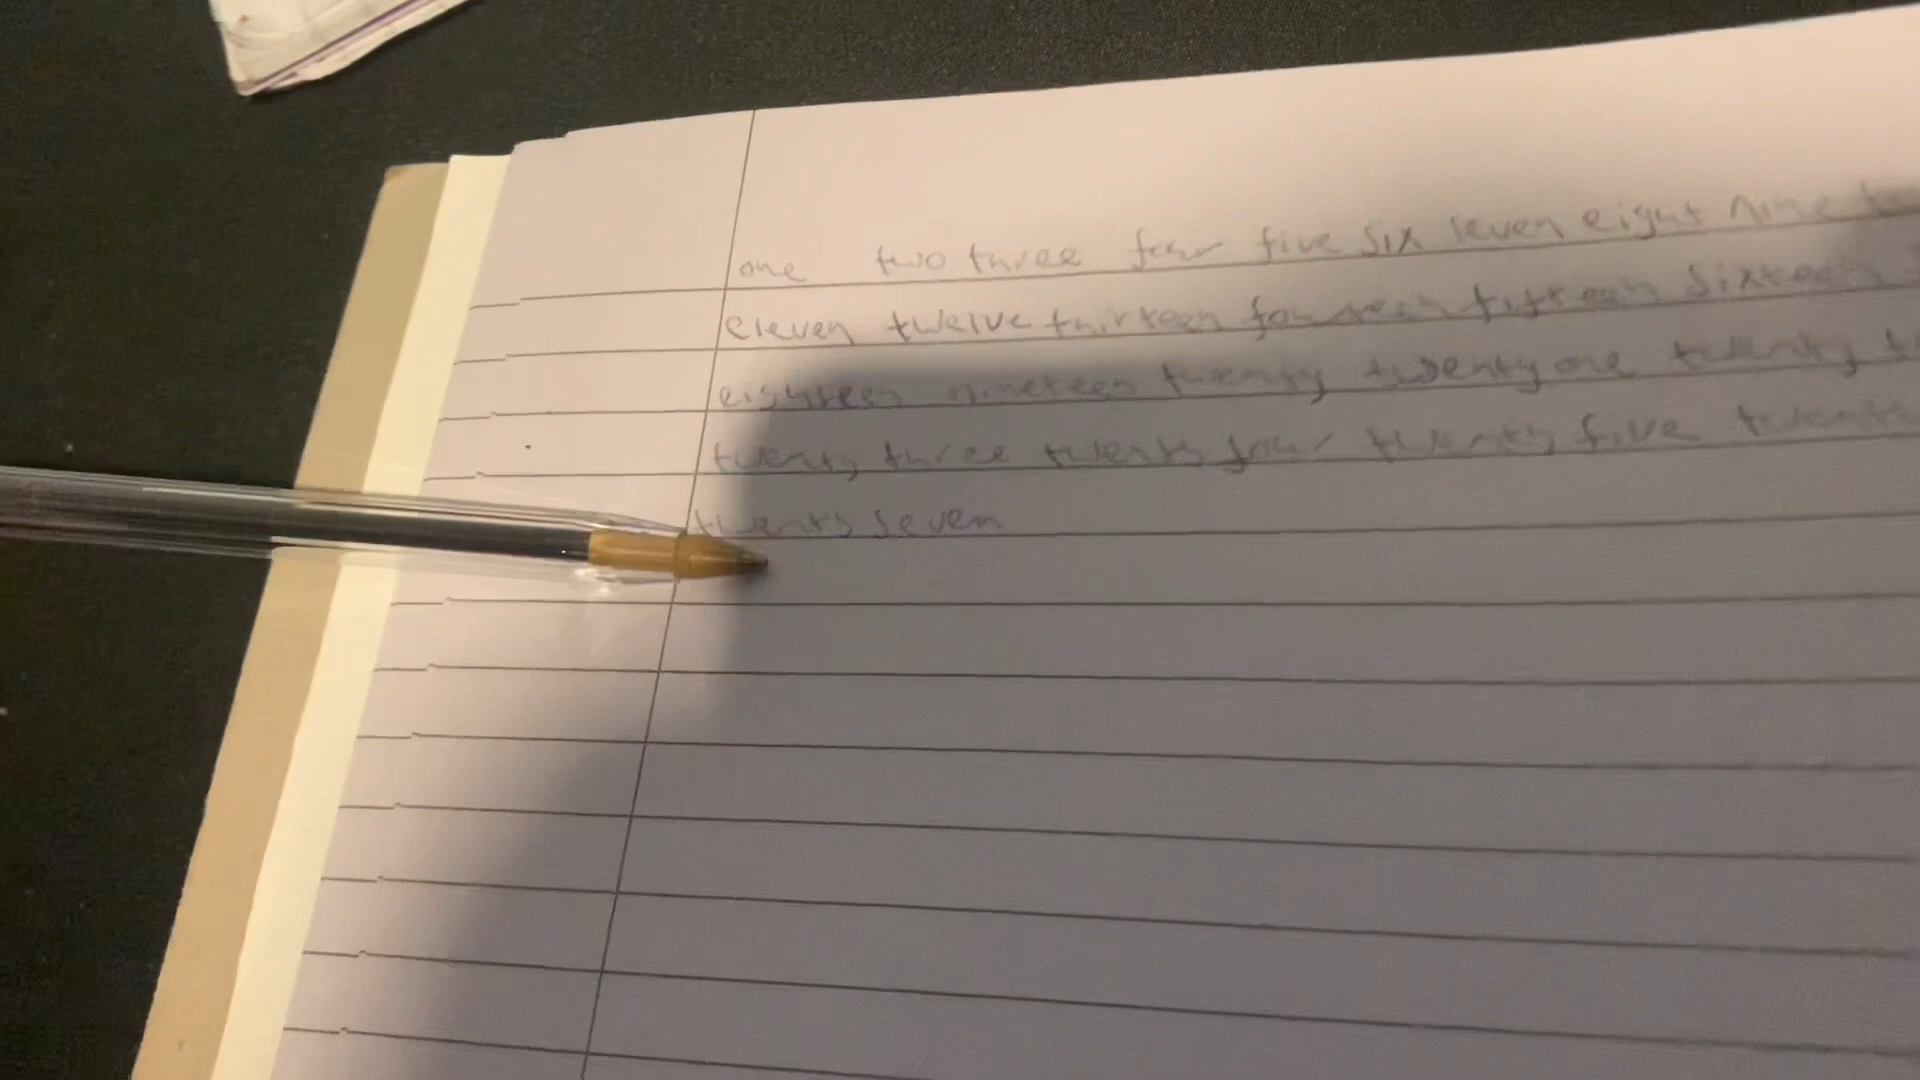 one two three four five six seven eight nine
eleven twelve thirteen fourteen fifteen sixteen
eighteen nineteen twenty twenty one twenty
twenty three twenty four twenty five twenty
twenty seven